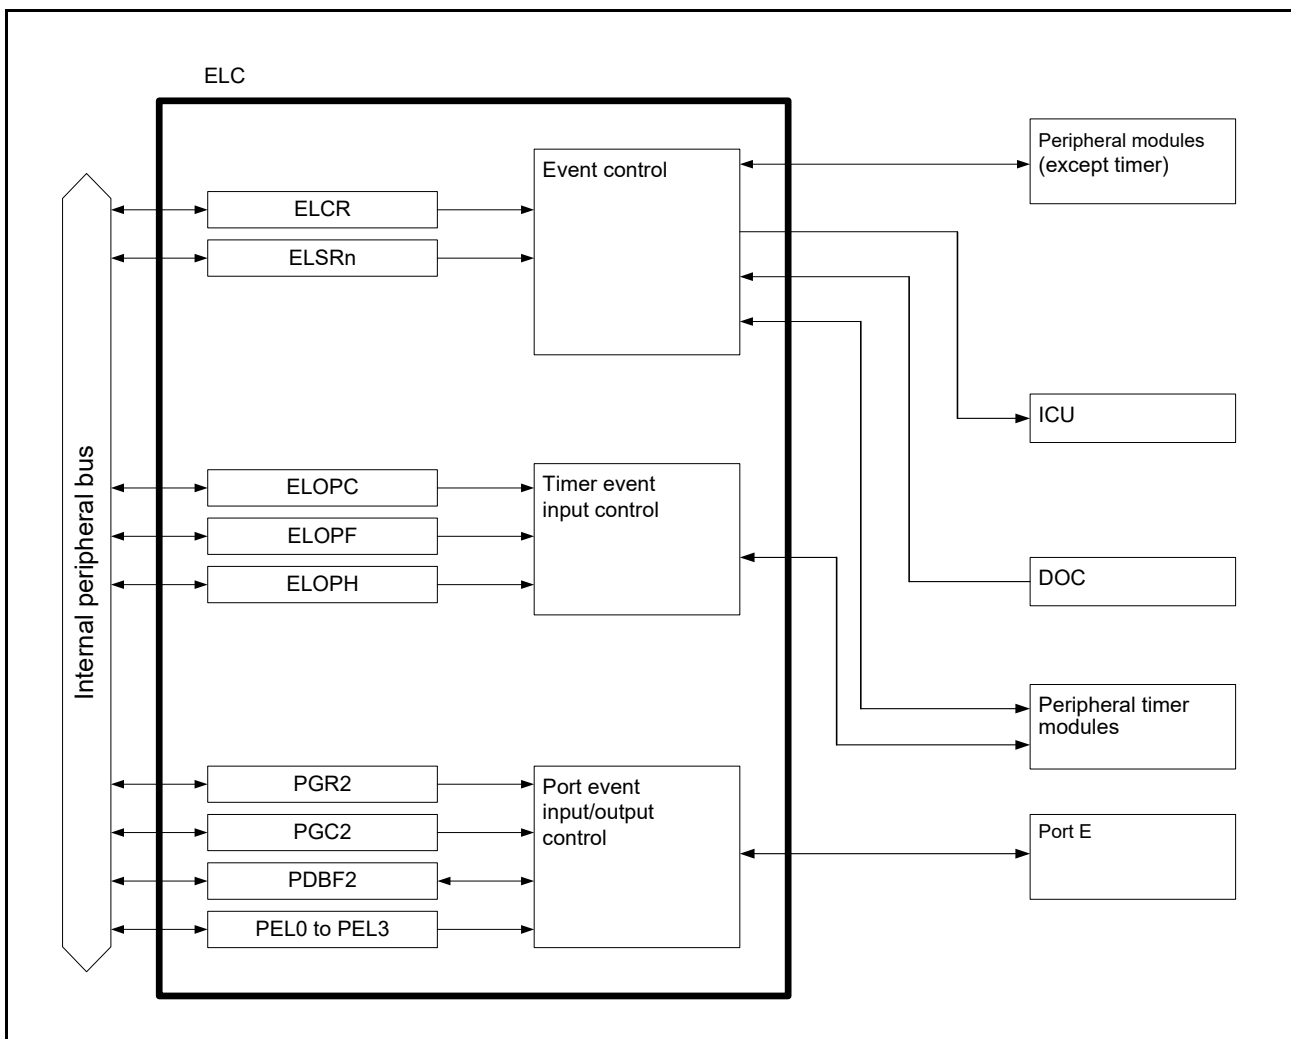 ELC
Internal peripheral bus
ELCR
ELSRn
Event control
ELOPC
ELOPF
ELOPH
Timer event
input control
PGR2
PGC2
PDBF2
PEL0 to PEL3
Port event
input/output
control
Peripheral modules
(except timer)
ICU
DOC
Peripheral timer
modules
Port E